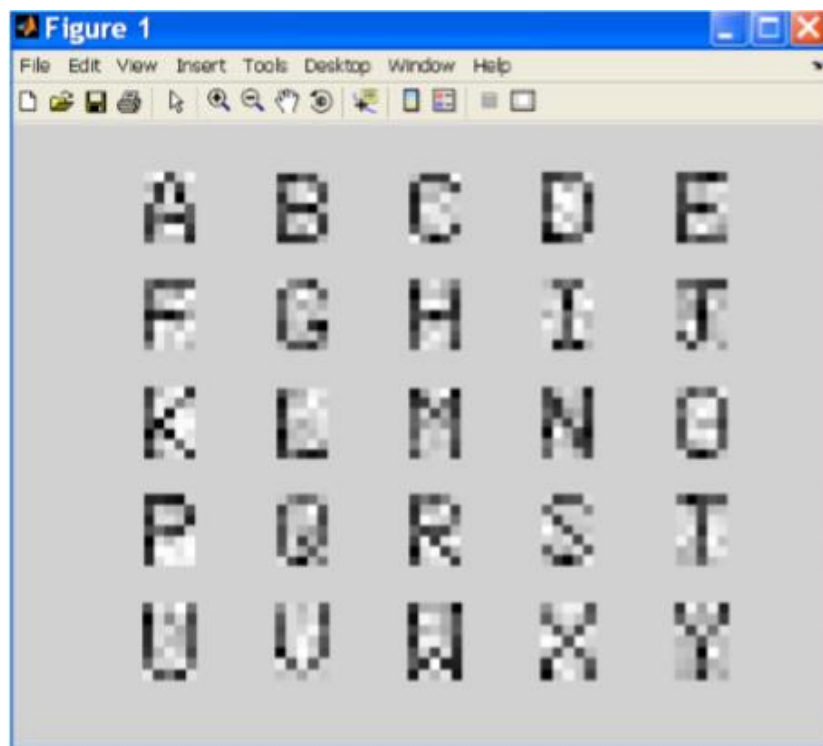 Figure 1
File Edit View Insert Tools Desktop Window Help
A B C D E
F G H I J
K L M N O
P Q R S T
U V W X Y